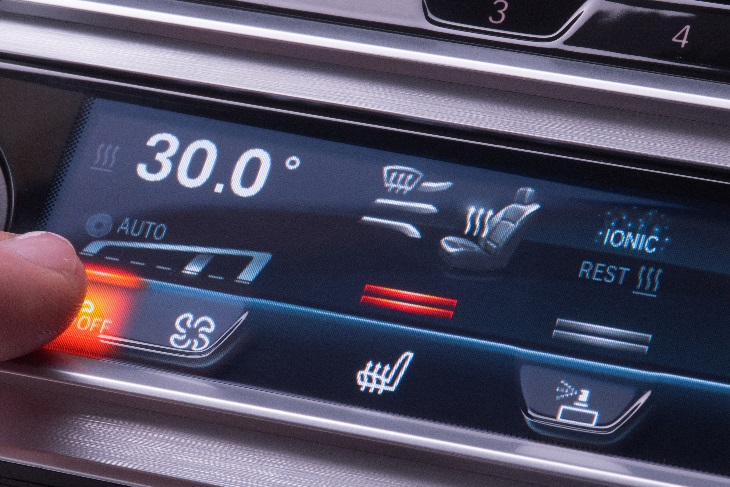 3
4
30.0°
AUTO
IONIC
REST
OFF